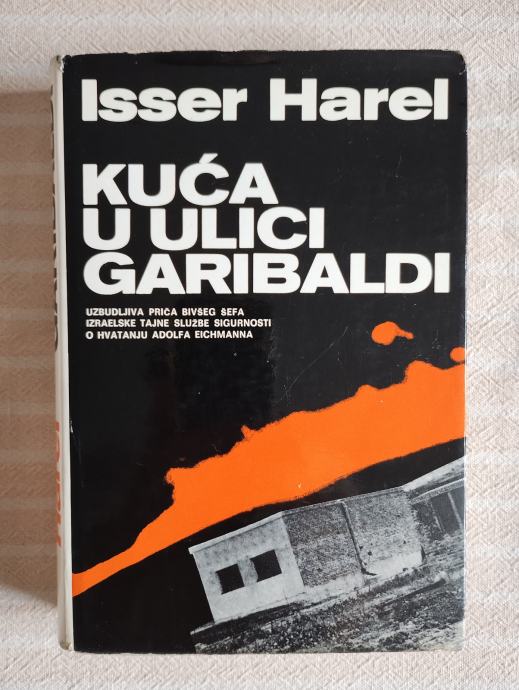 Isser Harel
KUĆA
U ULICI
GARIBALDI
UZBUDLJIVA PRIČA BIVŠEG ŠEFA
IZRAELSKE TAJNE SLUŽBE SIGURNOSTI
O HVATANJU ADOLFA EICHMANNA